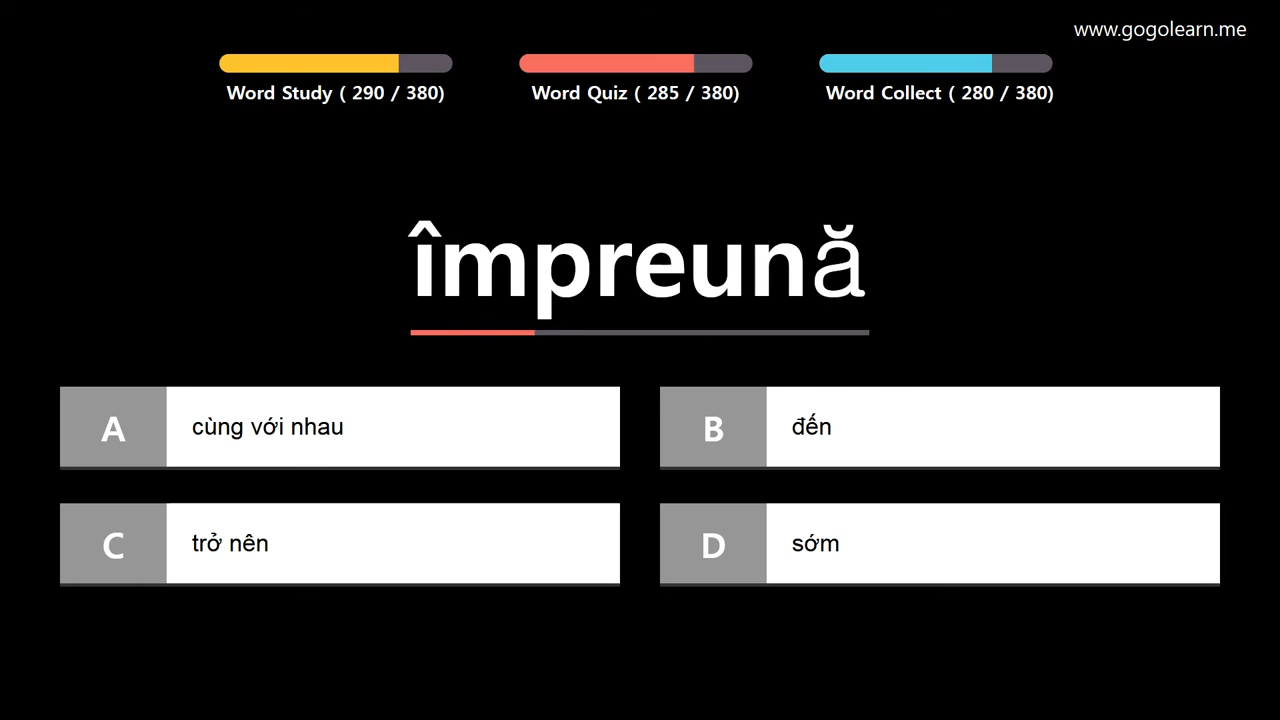 www.gogolearn.me
Word Study ( 290 / 380)
Word Quiz ( 285 / 380)
Word Collect ( 280 / 380)
împreună
A cùng với nhau
B đến
C trở nên
D sớm